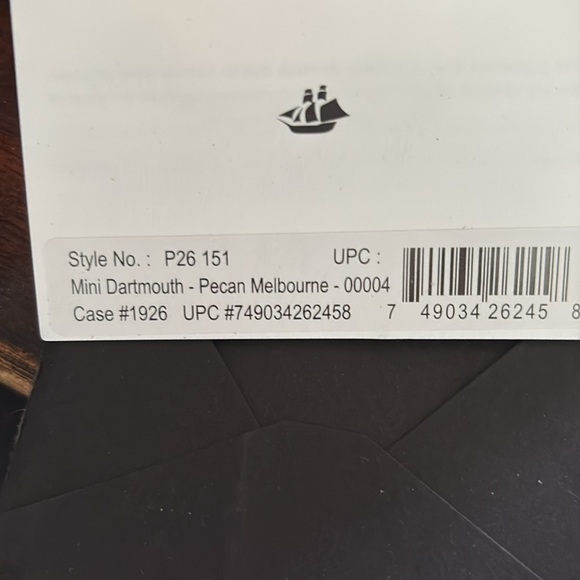 Style No. : P26 151 UPC :
Mini Dartmouth - Pecan Melbourne - 00004
Case #1926 UPC #749034262458 7 49034 26245 8